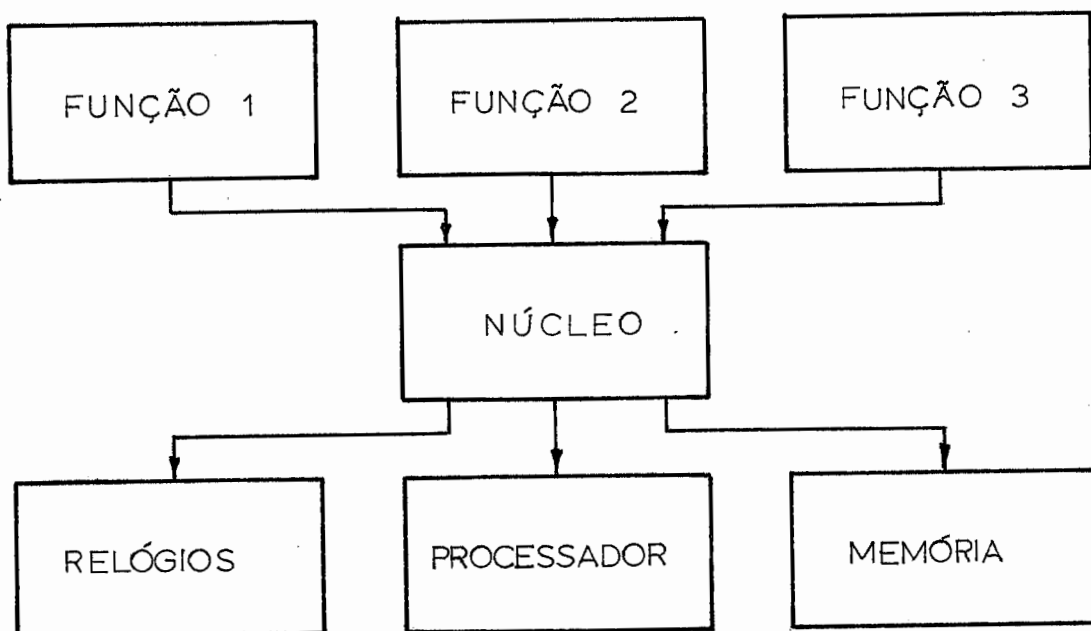 FUNÇÃO 1
FUNÇÃO 2
FUNÇÃO 3
NÚCLEO
RELÓGIOS
PROCESSADOR
MEMÓRIA